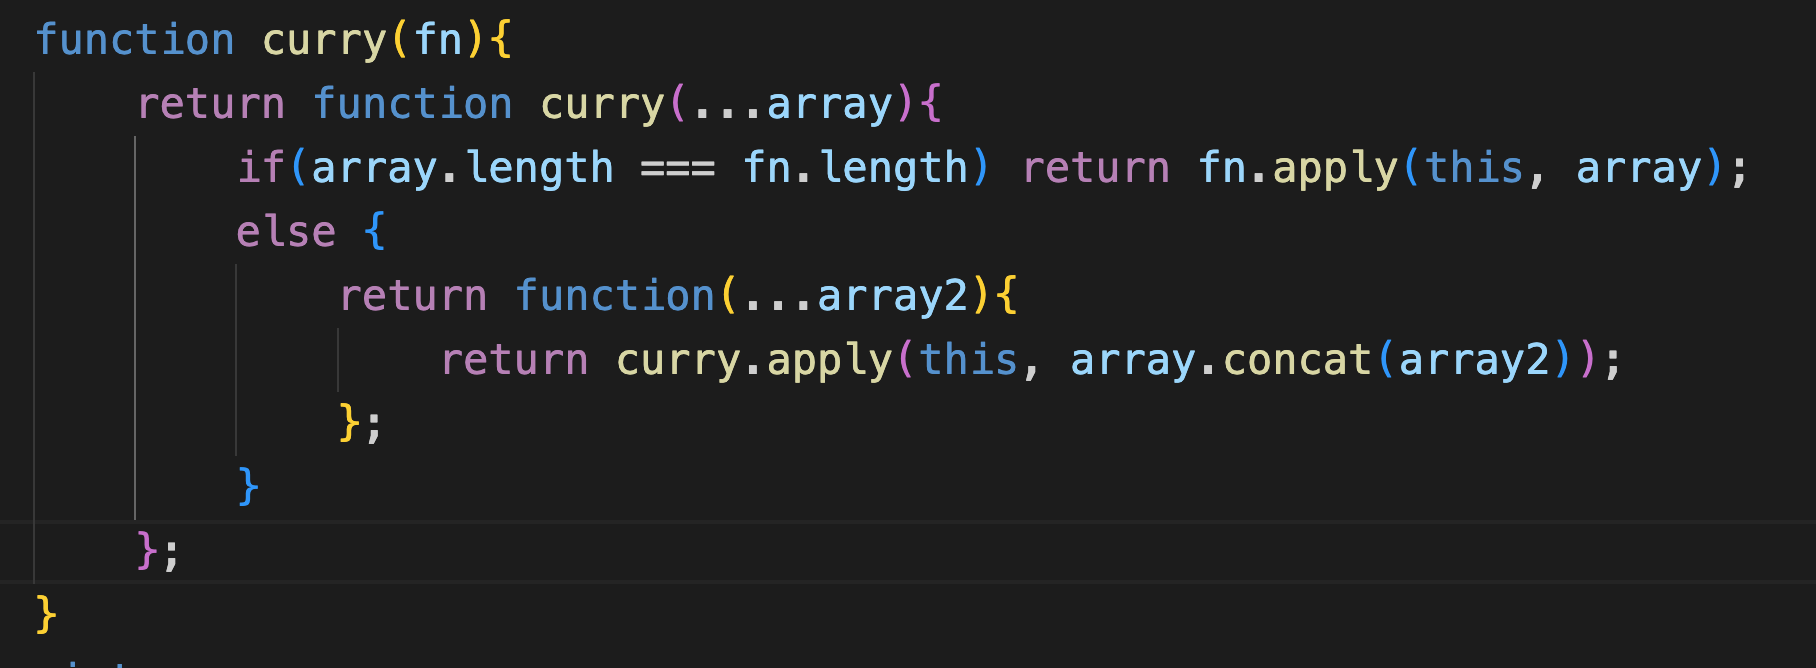 function curry(fn){
    return function curry(...array){
        if(array.length === fn.length) return fn.apply(this, array);
        else {
            return function(...array2){
                return curry.apply(this, array.concat(array2));
            };
        }
    };
}